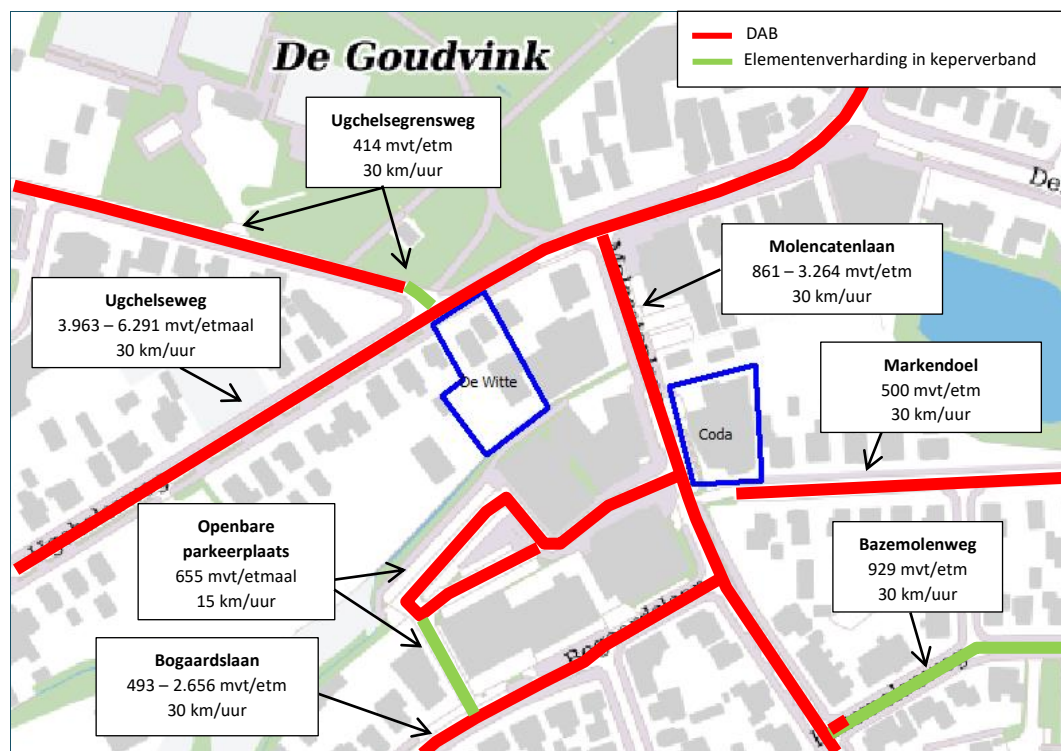 De Goudvink
DAB
Elementenverharding in keperverband
Ugchelsegrensweg
414 mvt/etm
30 km/uur
De
Molencatenlaan
861 – 3.264 mvt/etm
30 km/uur
Ugchelseweg
3.963 – 6.291 mvt/etmaal
30 km/uur
De Witte
Markendoel
500 mvt/etm
30 km/uur
Coda
Openbare
parkeerplaats
655 mvt/etmaal
15 km/uur
Bazemolenweg
929 mvt/etm
30 km/uur
Bogaardslaan
493 – 2.656 mvt/etm
30 km/uur